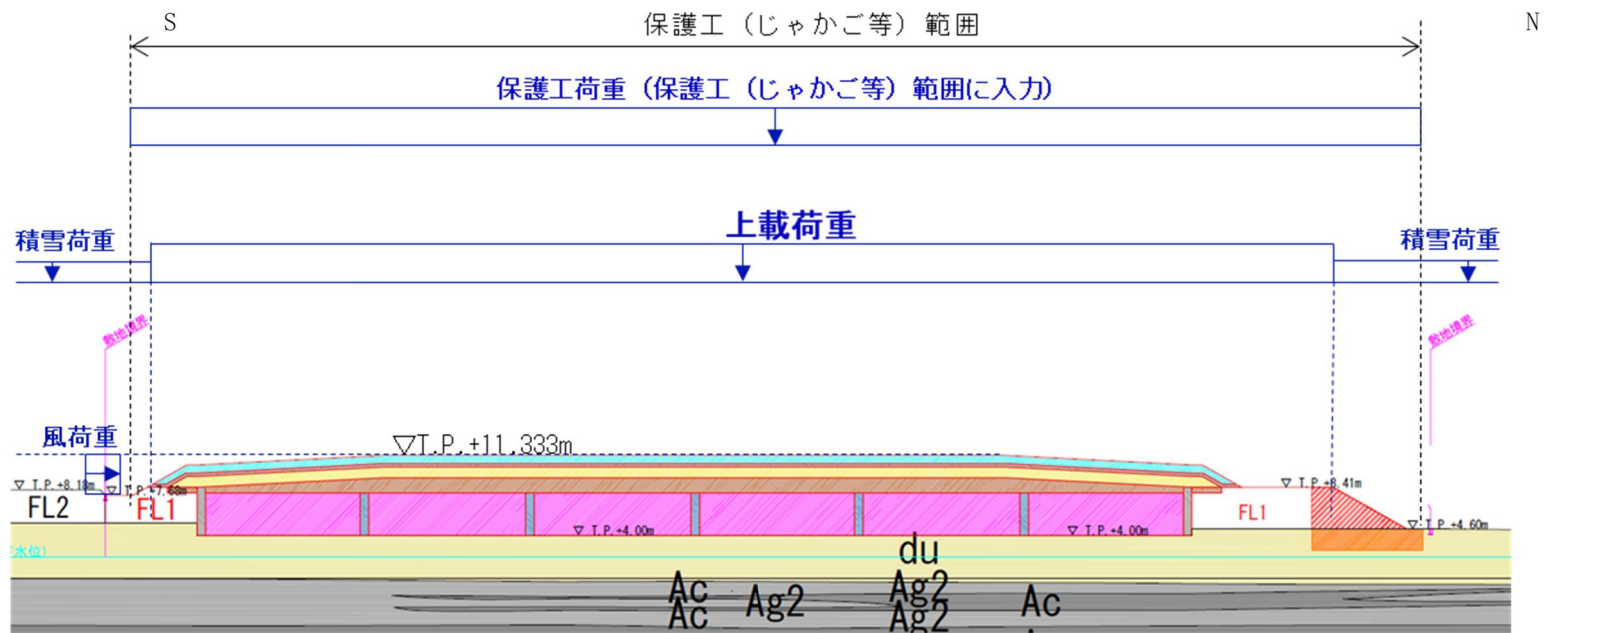 S
保護工（じゃかご等）範囲
N
保護工荷重（保護工（じゃかご等）範囲に入力）
上載荷重
積雪荷重
積雪荷重
敷地境界
敷地境界
風荷重
▽T.P.+11.333m
▽ T.P.+8.18m
▽ T.P.+7.68m
▽ T.P.+8.41m
FL2
FL1
FL1
▽ T.P.+4.00m
▽ T.P.+4.00m
▽ T.P.+4.60m
水位）
du
Ac
Ag2
Ag2
Ac
Ac
Ag2